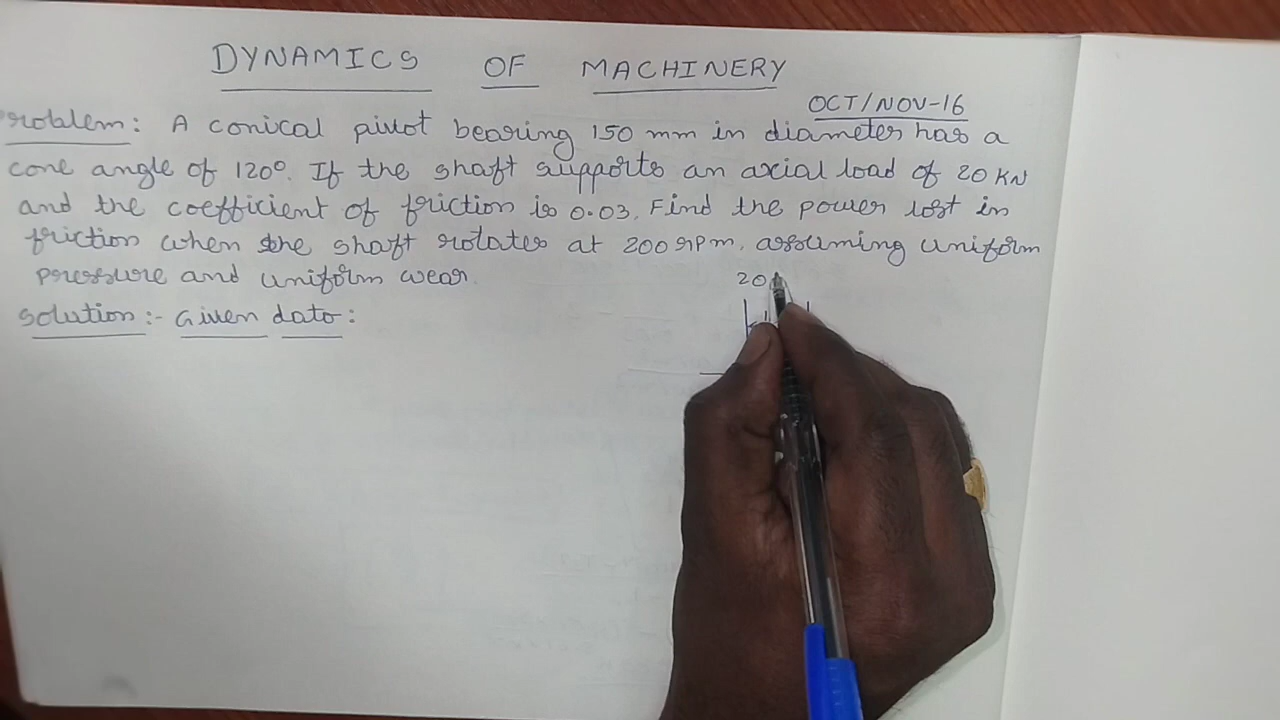 DYNAMICS OF MACHINERY
OCT/NOV-16
roblem: A conical pivot bearing 150 mm in diameter has a
cone angle of 120°. If the shaft supports an axial load of 20 KN
and the coefficient of friction is 0.03. Find the power lost in
friction when the shaft rotates at 200 rpm, assuming uniform
pressure and uniform wear.
Solution:- Given data:
20